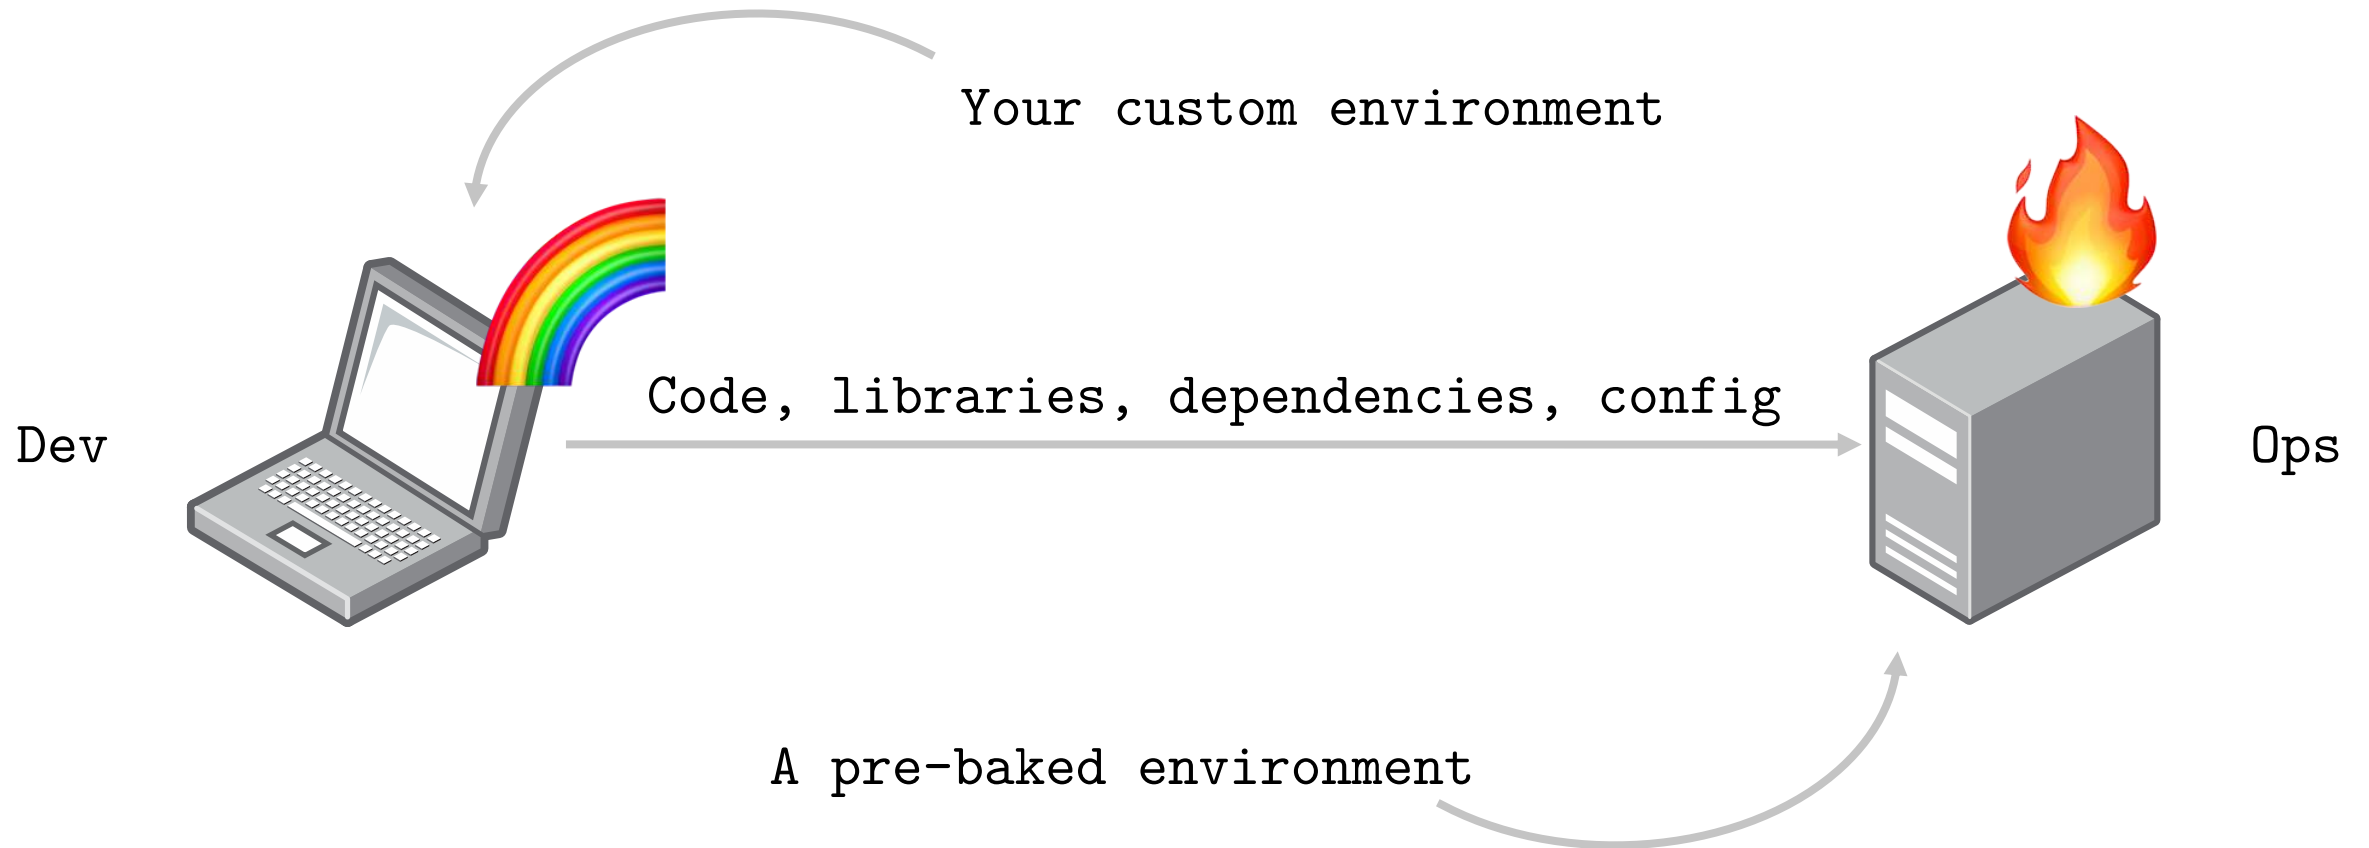 Your custom environment
Code, libraries, dependencies, config
Dev
Ops
A pre-baked environment